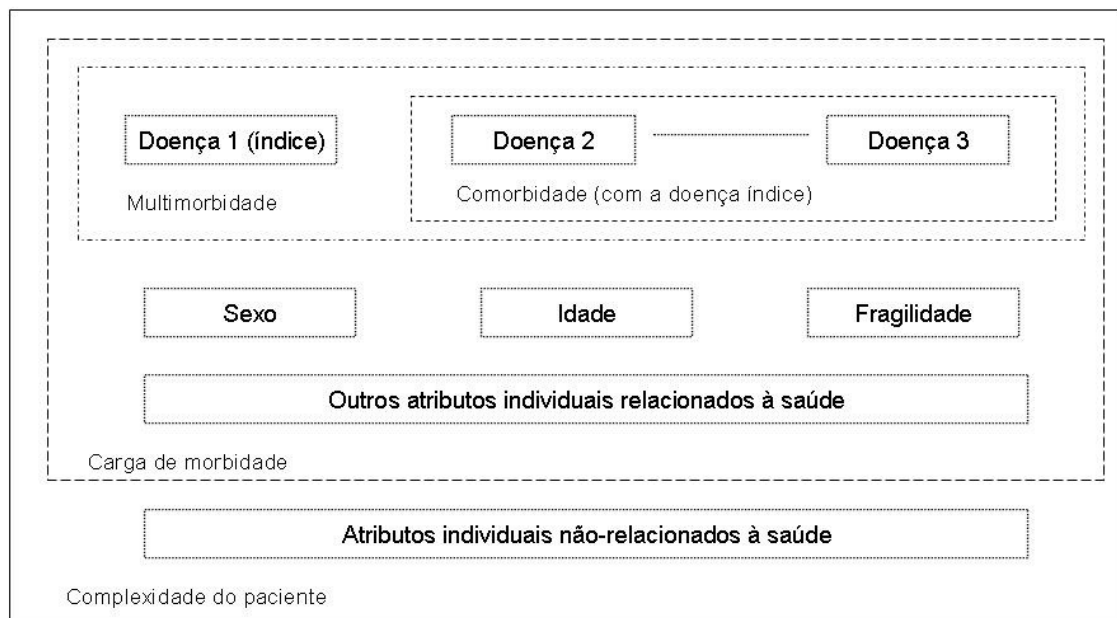 Doença 1 (índice)
Doença 2
Doença 3
Multimorbidade
Comorbidade (com a doença índice)
Sexo
Idade
Fragilidade
Outros atributos individuais relacionados à saúde
Carga de morbidade
Atributos individuais não-relacionados à saúde
Complexidade do paciente